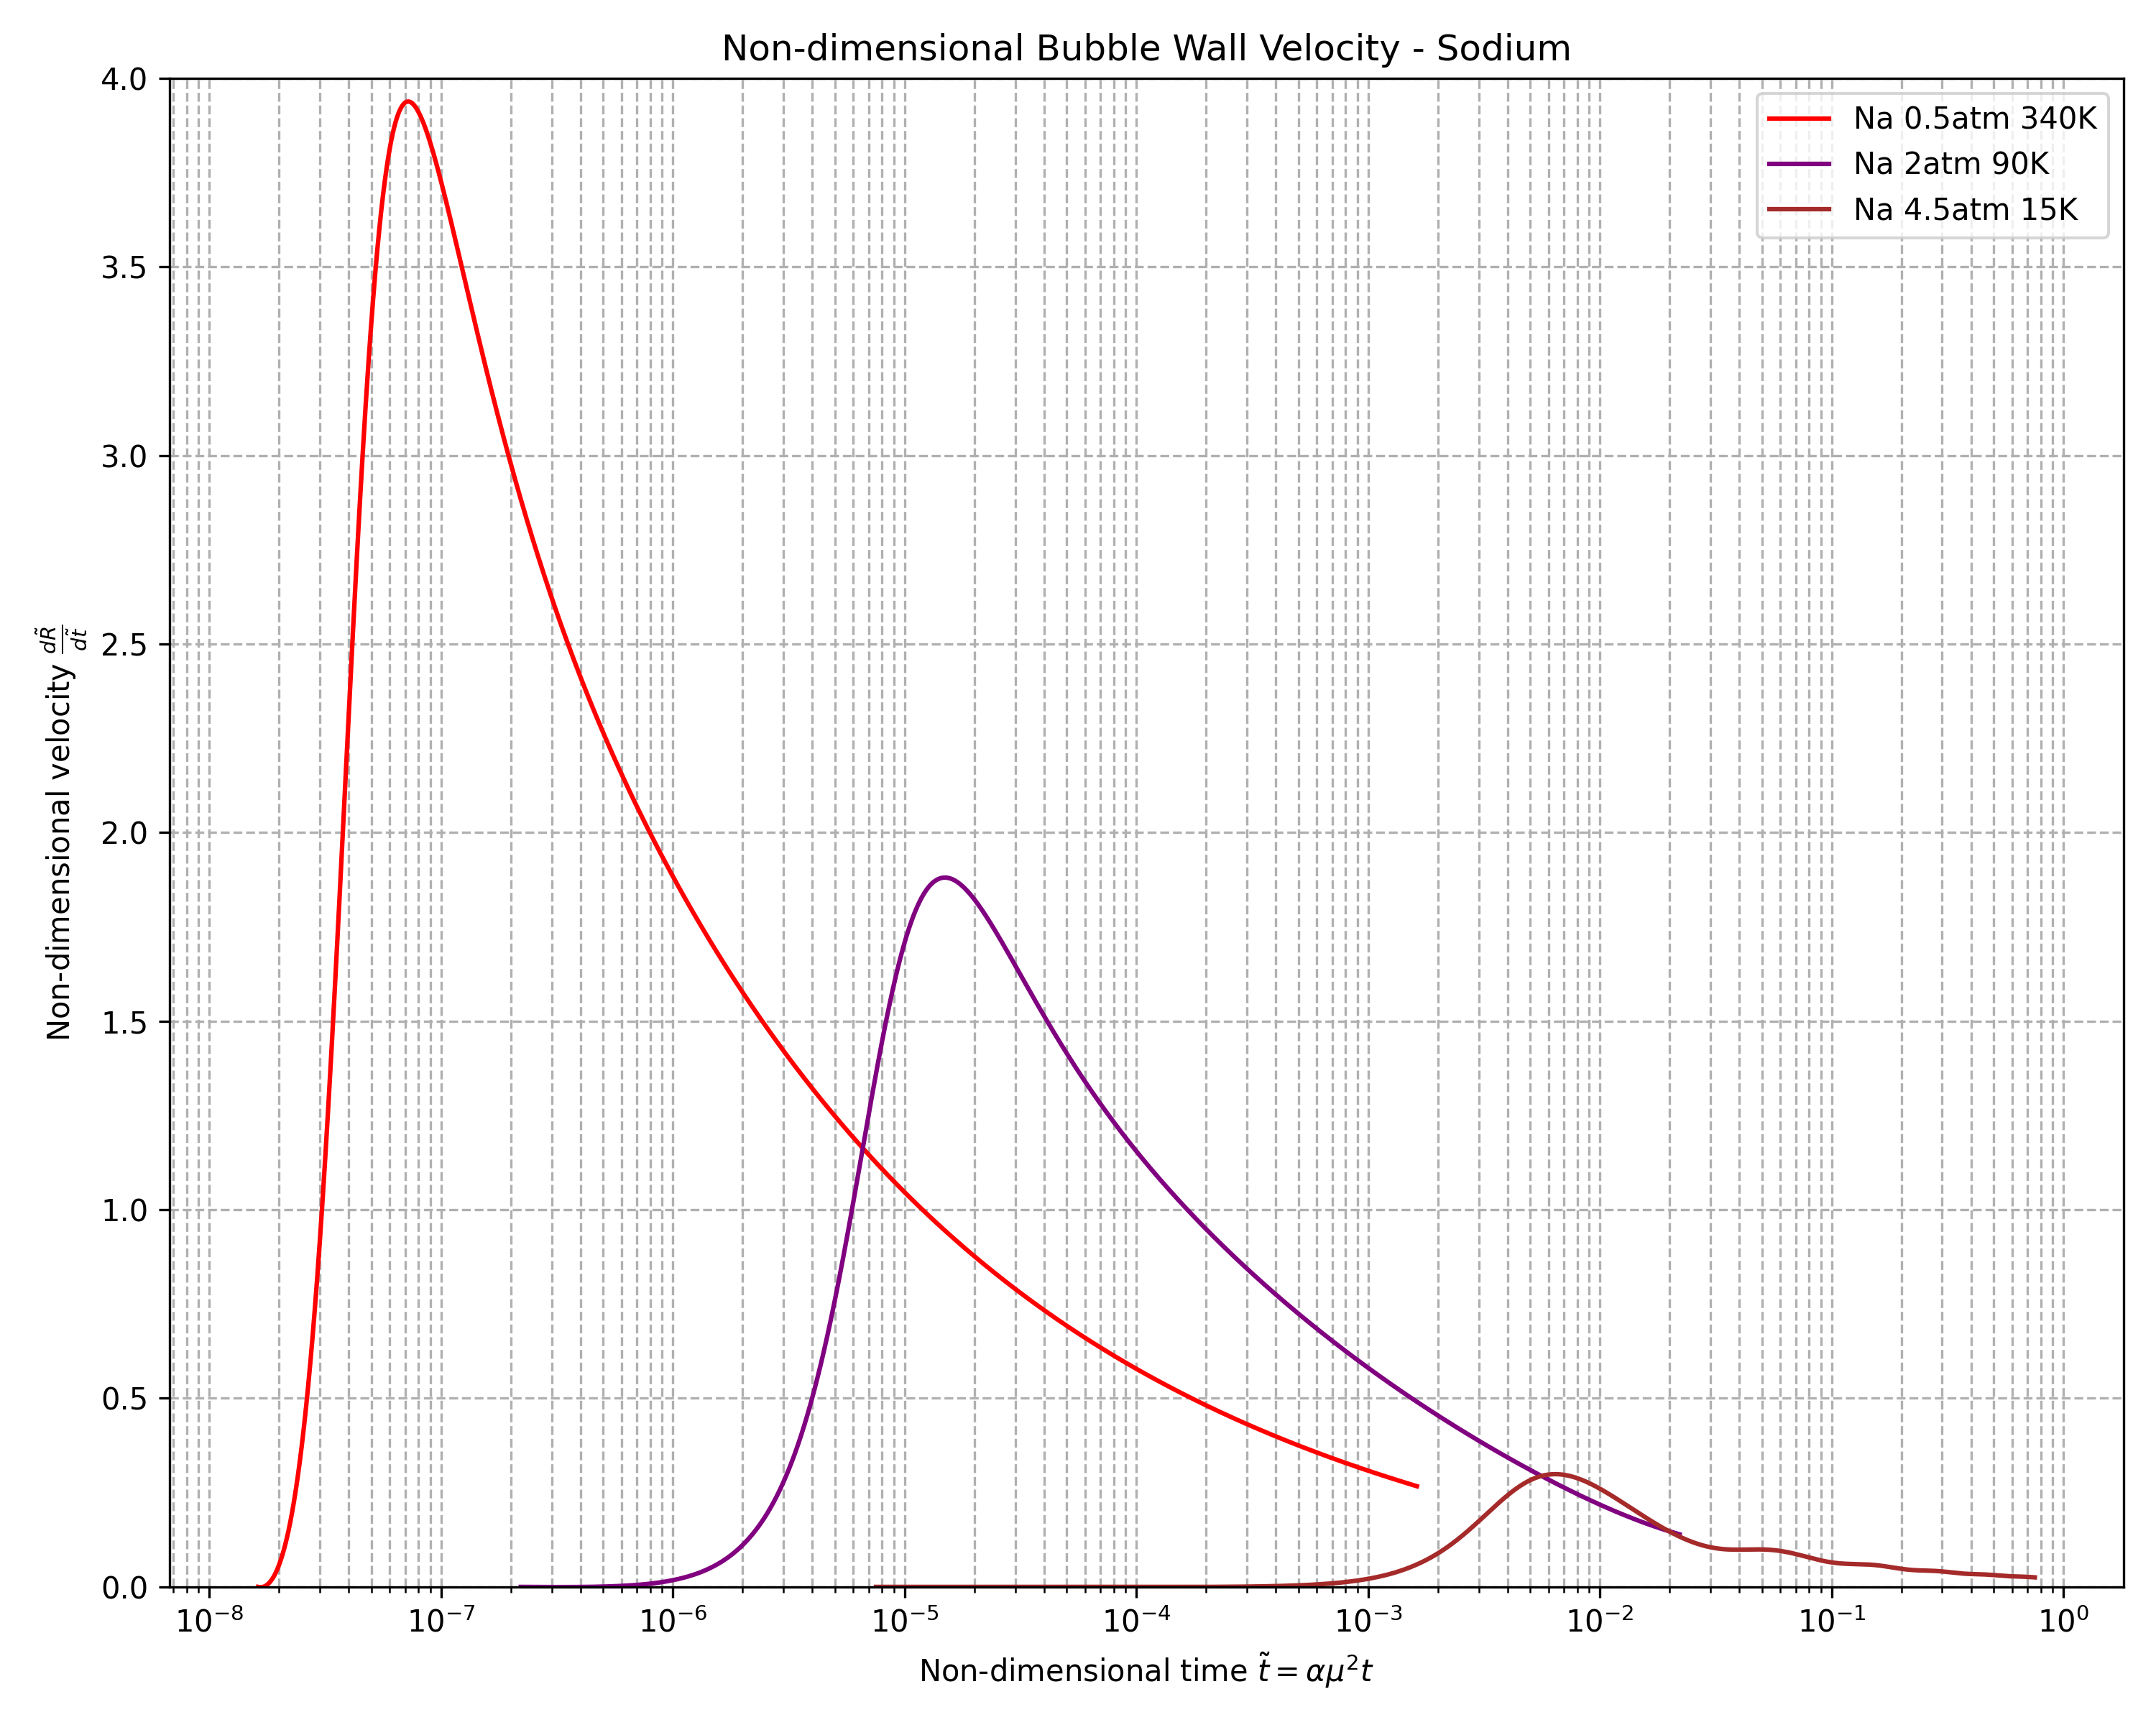 Non-dimensional Bubble Wall Velocity - Sodium
Na 0.5atm 340K
Na 2atm 90K
Na 4.5atm 15K
4.0
3.5
3.0
2.5
2.0
1.5
1.0
0.5
0.0
Non-dimensional velocity dR̃/dt̃
10⁻⁸ 10⁻⁷ 10⁻⁶ 10⁻⁵ 10⁻⁴ 10⁻³ 10⁻² 10⁻¹ 10⁰
Non-dimensional time t̃ = αμ²t